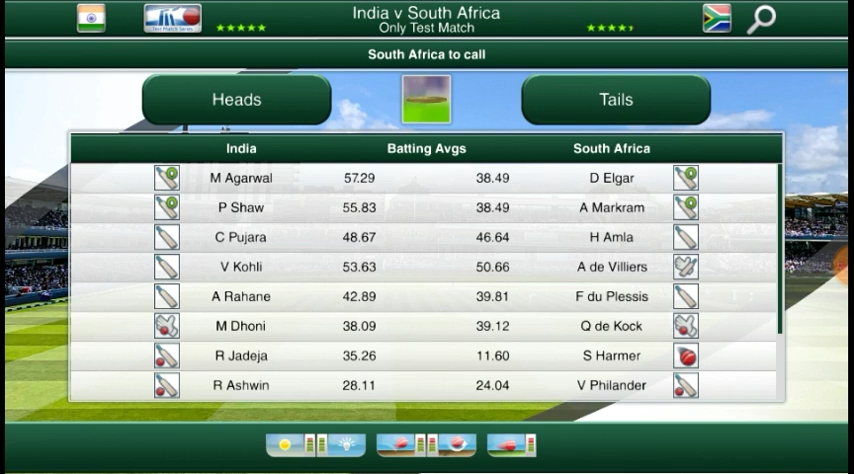 India v South Africa
Only Test Match
Test Match Series
South Africa to call
Heads
Tails
India Batting Avgs South Africa
M Agarwal 57.29 38.49 D Elgar
P Shaw 55.83 38.49 A Markram
C Pujara 48.67 46.64 H Amla
V Kohli 53.63 50.66 A de Villiers
A Rahane 42.89 39.81 F du Plessis
M Dhoni 38.09 39.12 Q de Kock
R Jadeja 35.26 11.60 S Harmer
R Ashwin 28.11 24.04 V Philander